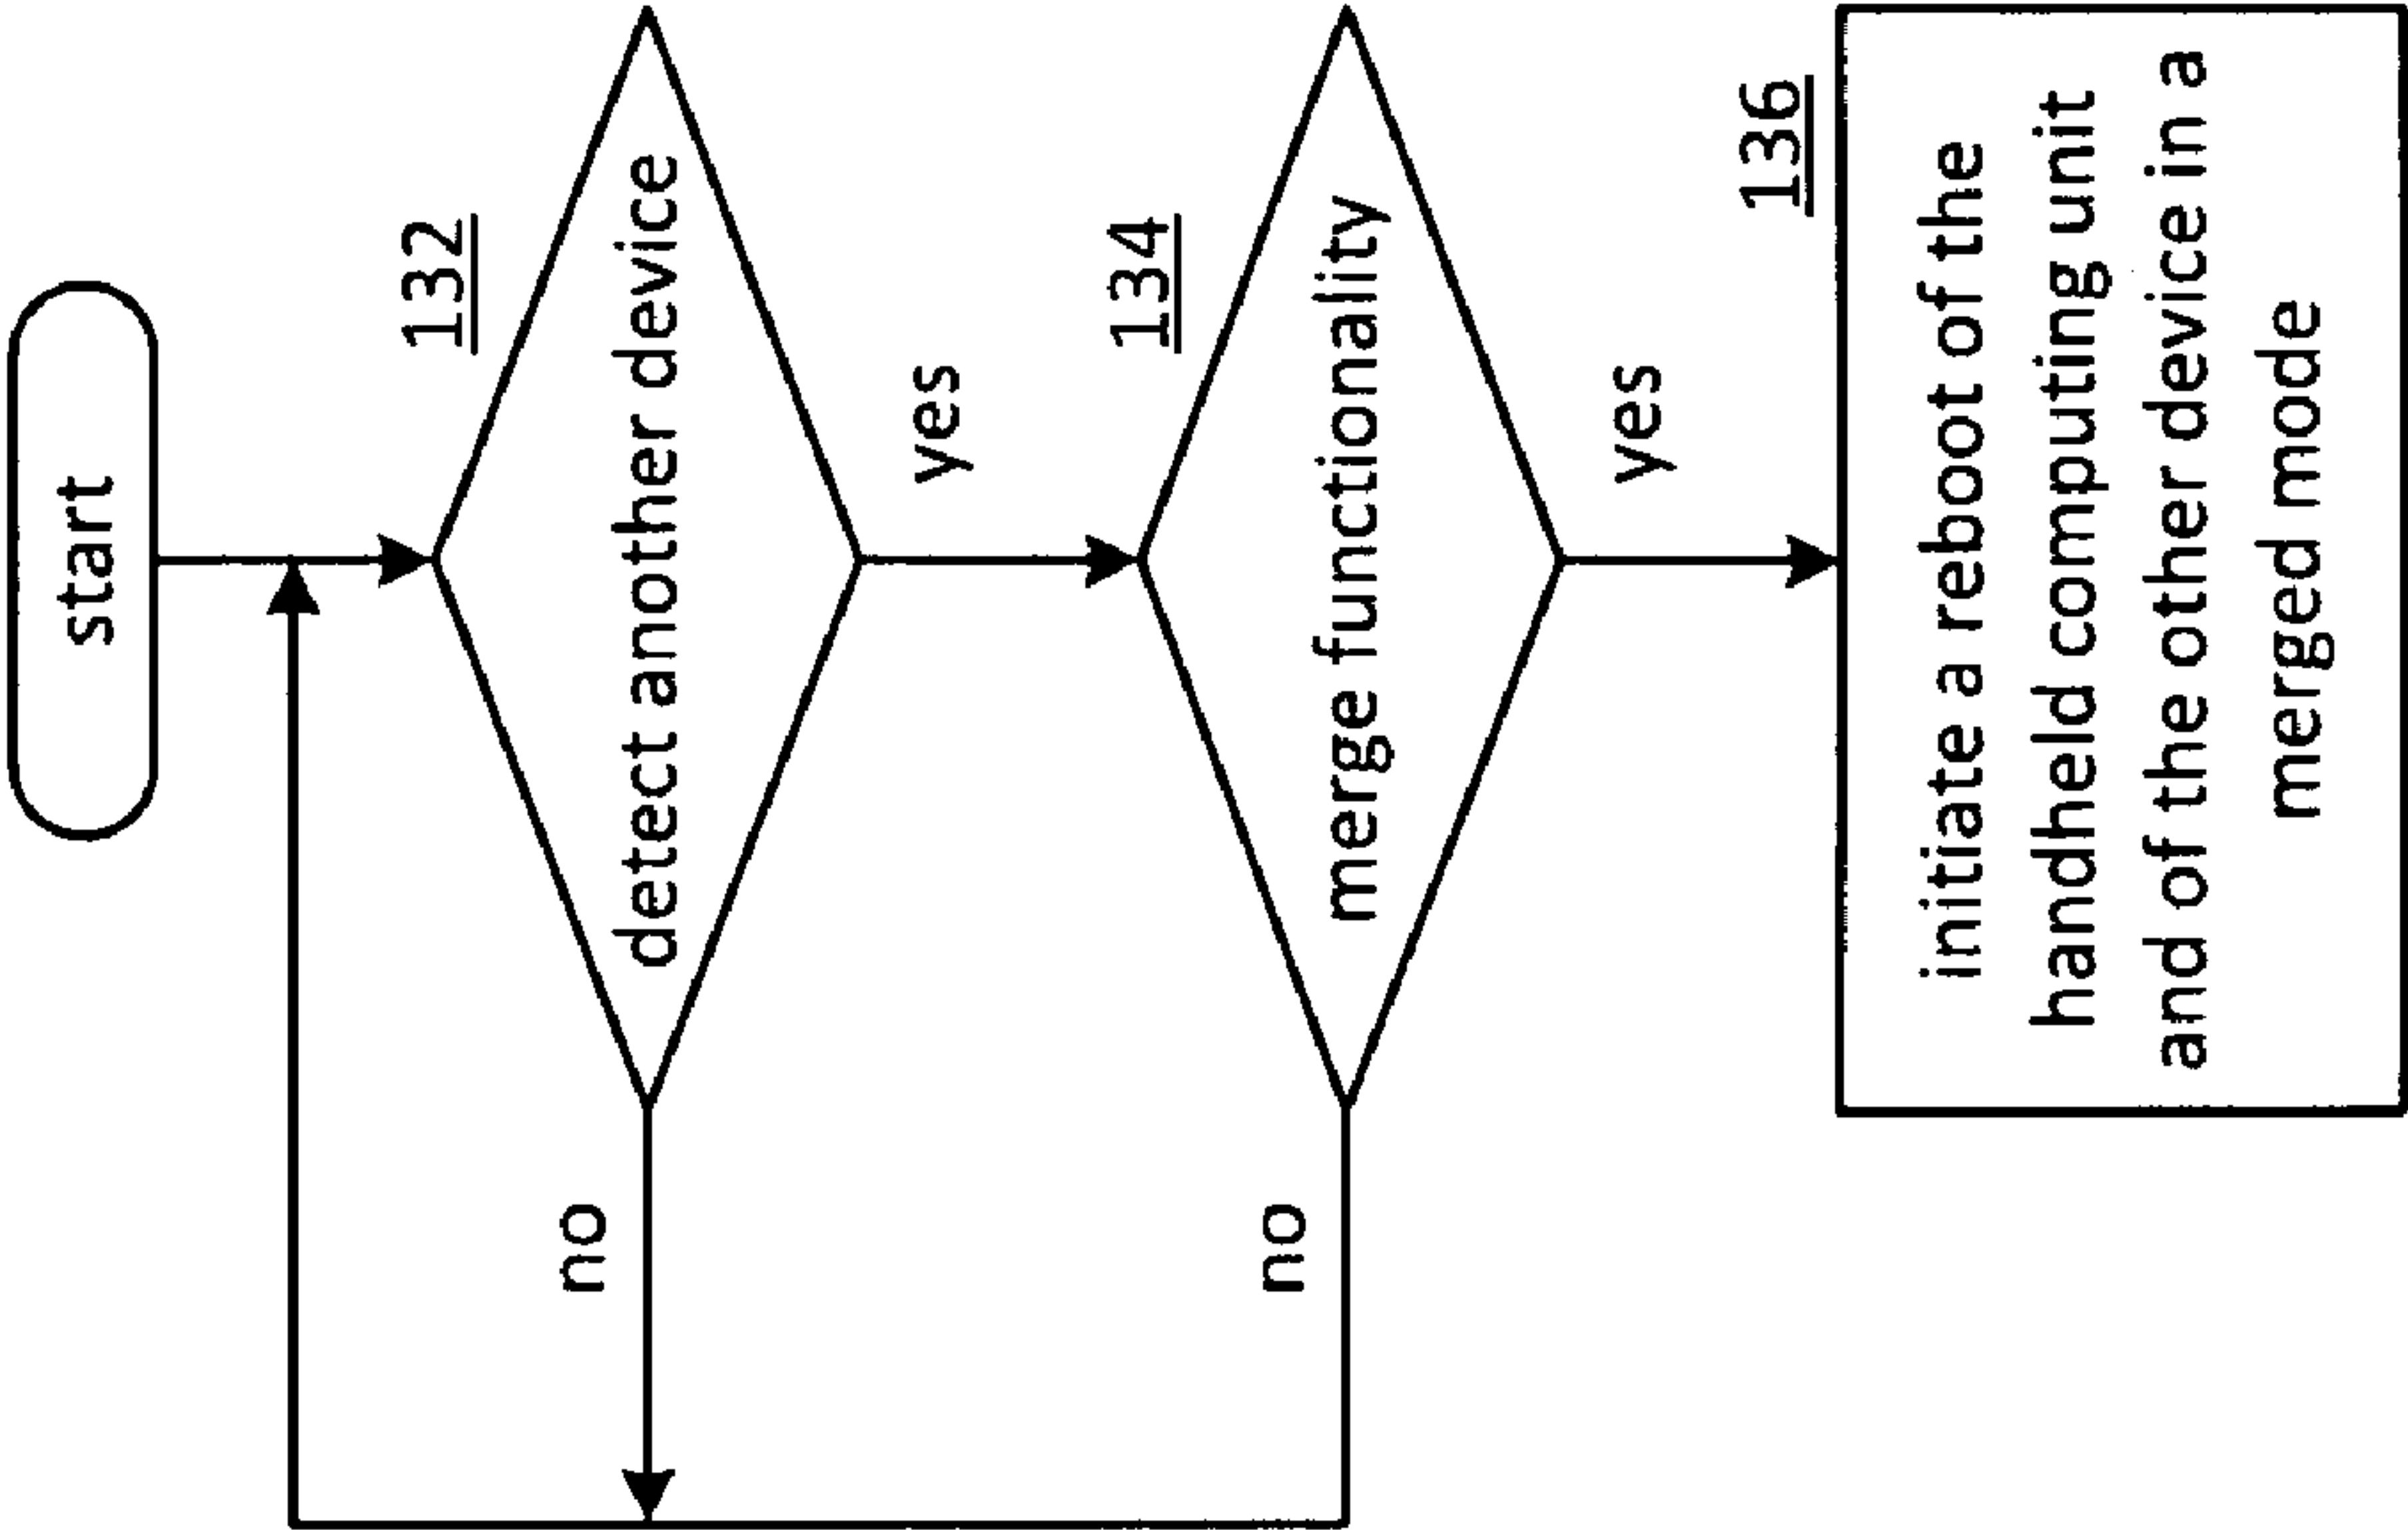 start
132
detect another device
no
yes
134
merge functionality
no
yes
136
initiate a reboot of the
handheld computing unit
and of the other device in a
merged mode